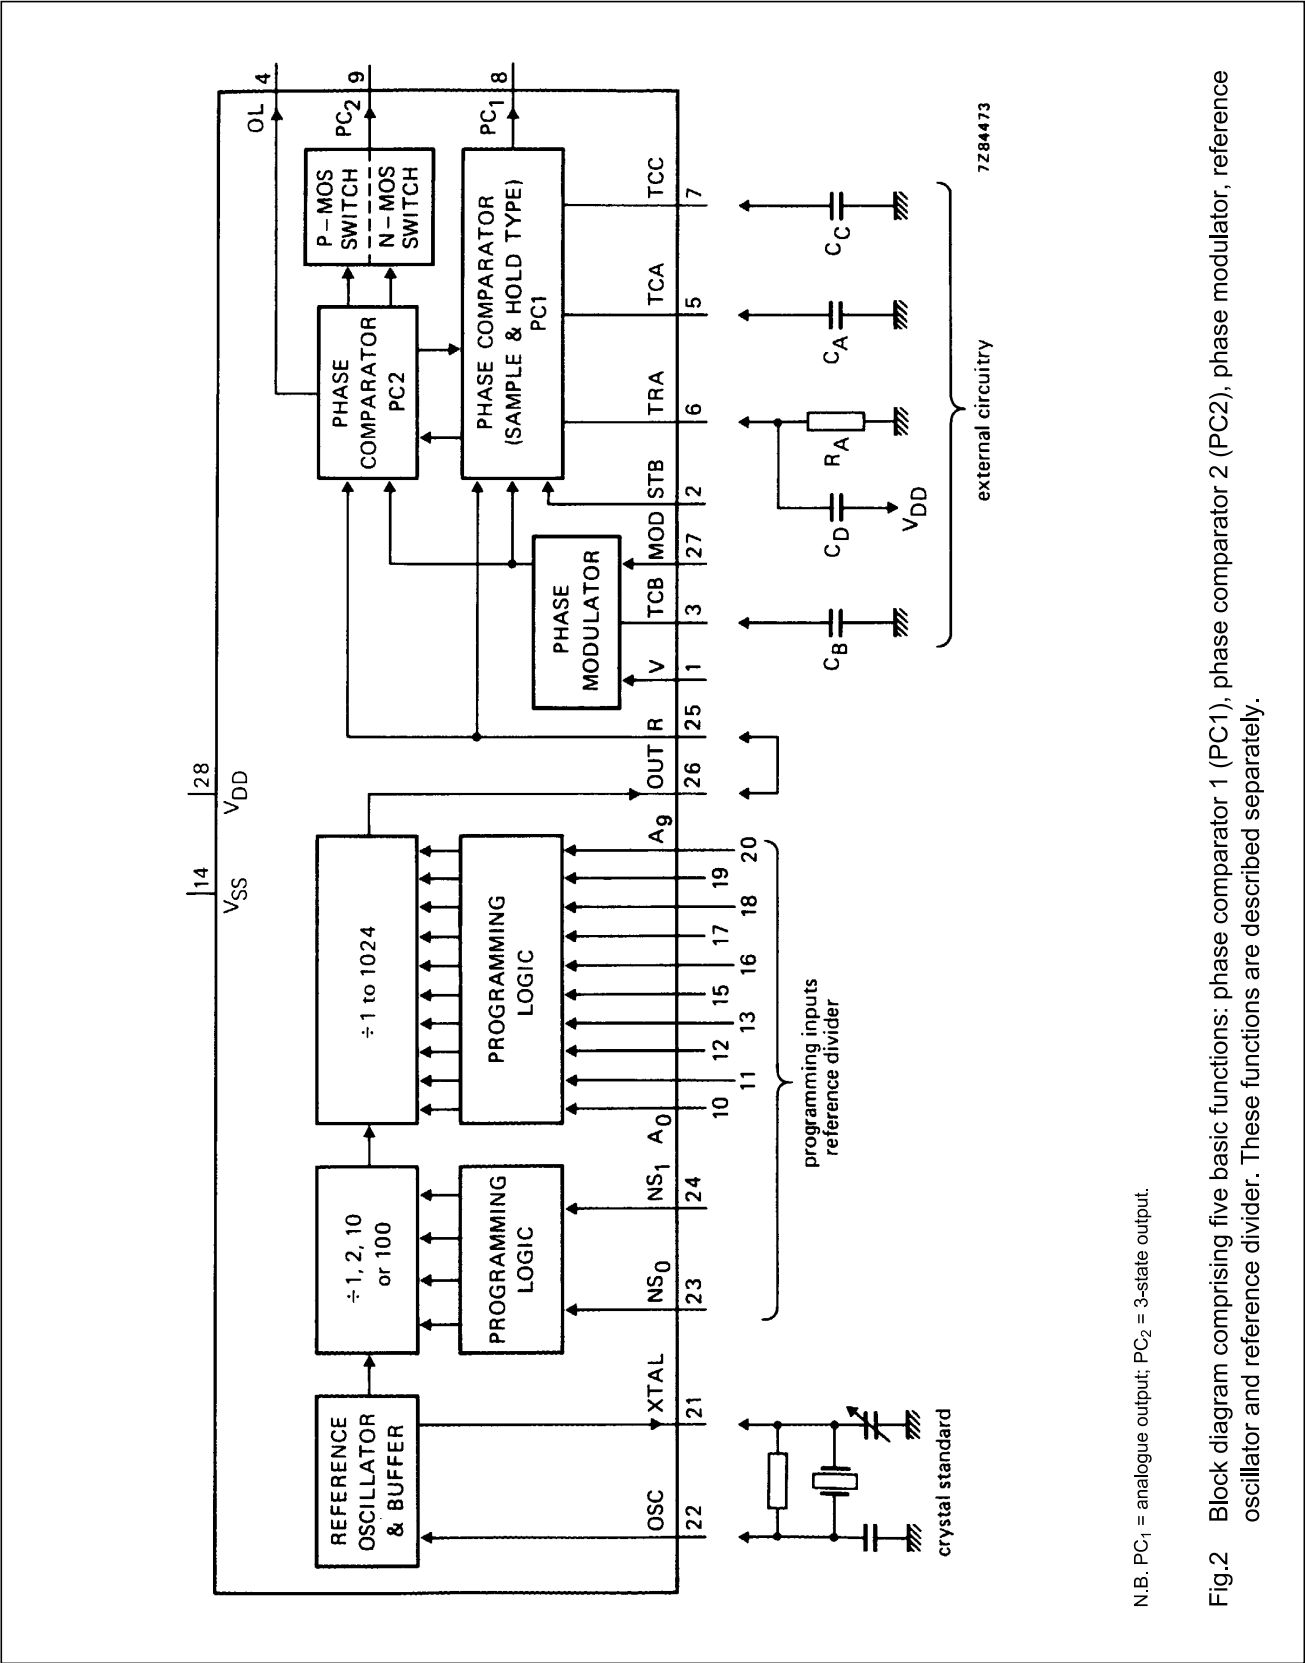 14
VSS
28
VDD
OL
4
PC2
9
PC1
8
REFERENCE
OSCILLATOR
& BUFFER
÷1, 2, 10
or 100
÷1 to 1024
PHASE
COMPARATOR
PC2
P–MOS
SWITCH
N–MOS
SWITCH
PROGRAMMING
LOGIC
PROGRAMMING
LOGIC
PHASE
MODULATOR
PHASE COMPARATOR
(SAMPLE & HOLD TYPE)
PC1
OSC XTAL NS0 NS1 A0 A9 OUT R V TCB MOD STB TRA TCA TCC
22 21 23 24 10 11 12 13 15 16 17 18 19 20 26 25 1 3 27 2 6 5 7
CB CD RA CA CC
VDD
crystal standard
programming inputs
reference divider
external circuitry
7Z84473
N.B. PC1 = analogue output; PC2 = 3-state output.
Fig.2 Block diagram comprising five basic functions: phase comparator 1 (PC1), phase comparator 2 (PC2), phase modulator, reference
oscillator and reference divider. These functions are described separately.